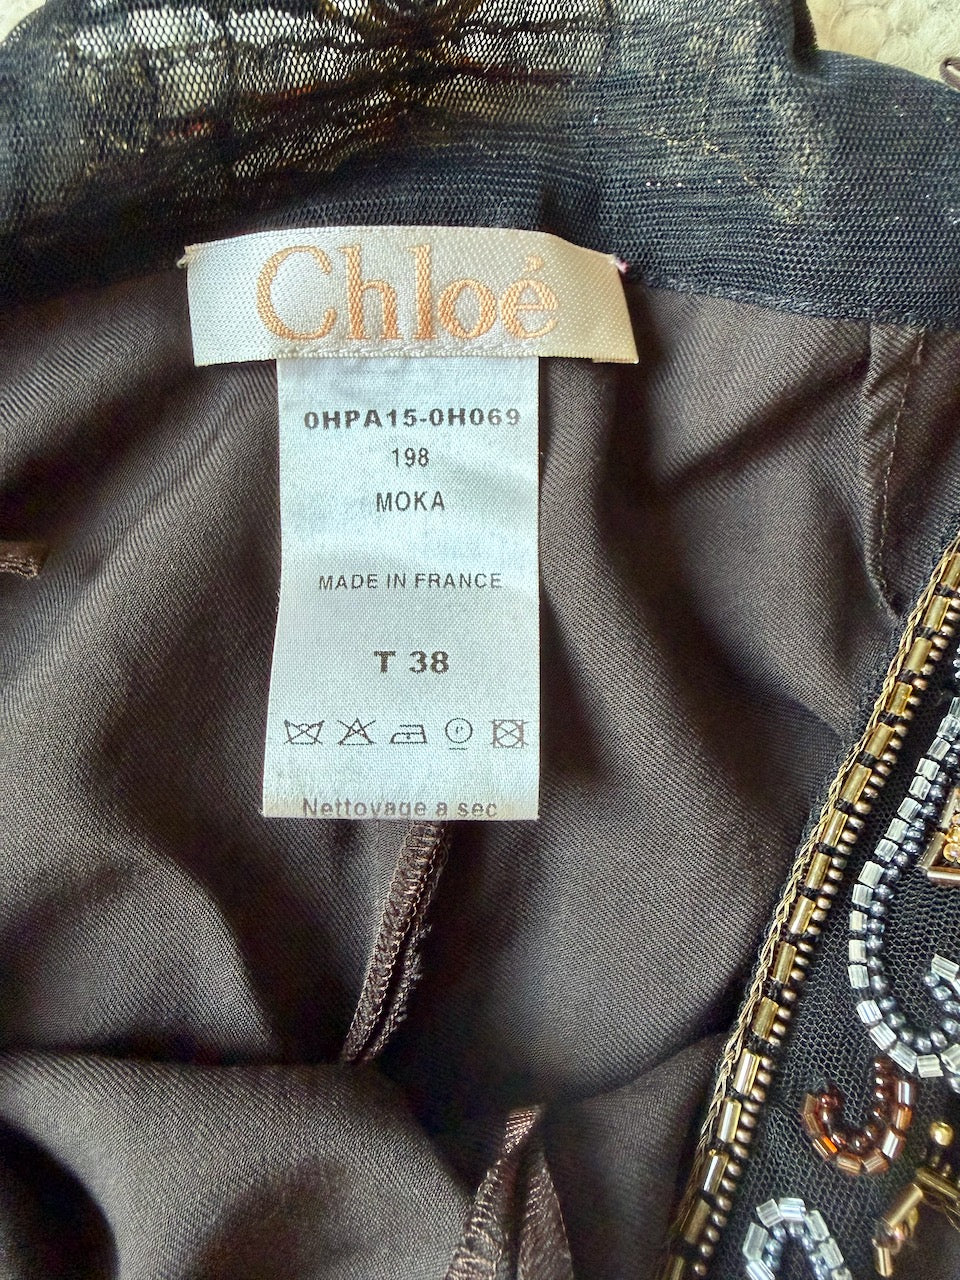 Chloé
0HPA15-0H069
198
MOKA
MADE IN FRANCE
T 38
Nettoyage a sec